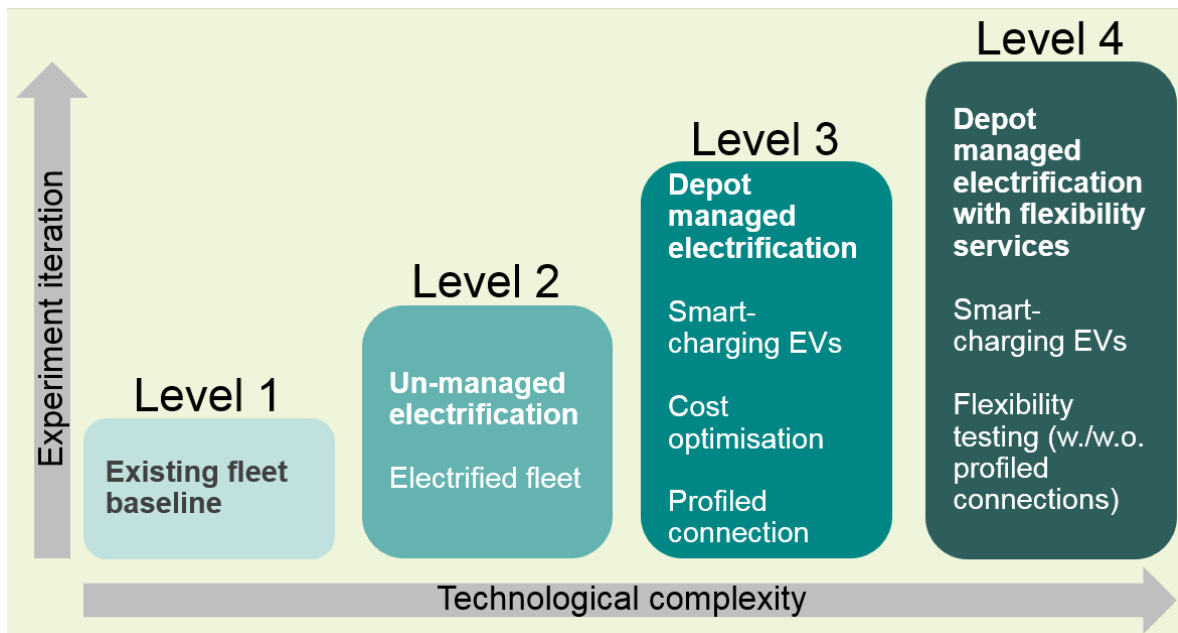 Experiment iteration
Level 1
Existing fleet
baseline
Level 2
Un-managed
electrification
Electrified fleet
Level 3
Depot
managed
electrification
Smart-
charging EVs
Cost
optimisation
Profiled
connection
Level 4
Depot
managed
electrification
with flexibility
services
Smart-
charging EVs
Flexibility
testing (w./w.o.
profiled
connections)
Technological complexity